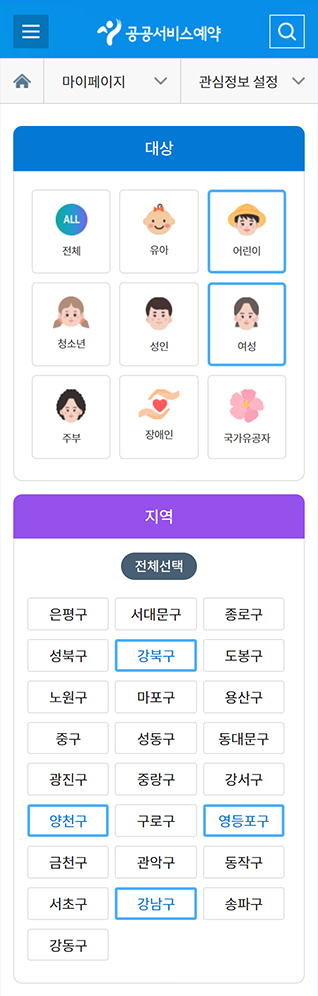 공공서비스예약
마이페이지 관심정보 설정
대상
ALL
전체 유아 어린이
청소년 성인 여성
주부 장애인 국가유공자
지역
전체선택
은평구 서대문구 종로구
성북구 강북구 도봉구
노원구 마포구 용산구
중구 성동구 동대문구
광진구 중랑구 강서구
양천구 구로구 영등포구
금천구 관악구 동작구
서초구 강남구 송파구
강동구